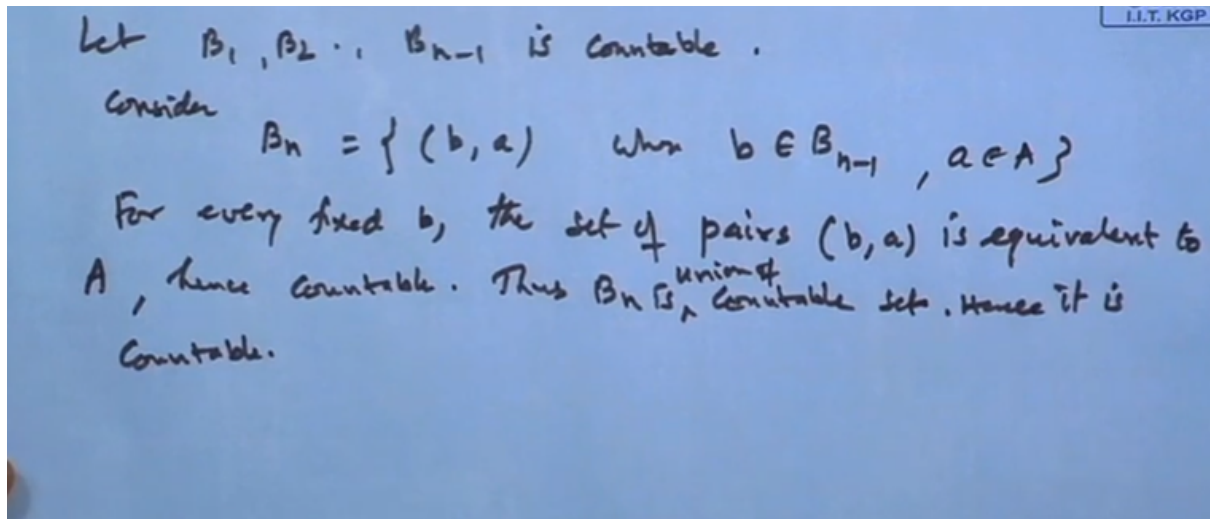 I.I.T. KGP
Let B₁, B₂ .., Bₙ₋₁ is Countable.
Consider
Bₙ = { (b, a) where b ∈ Bₙ₋₁, a ∈ A }
For every fixed b, the set of pairs (b, a) is equivalent to
A, hence Countable. Thus Bₙ is union of Countable sets. Hence it is
Countable.